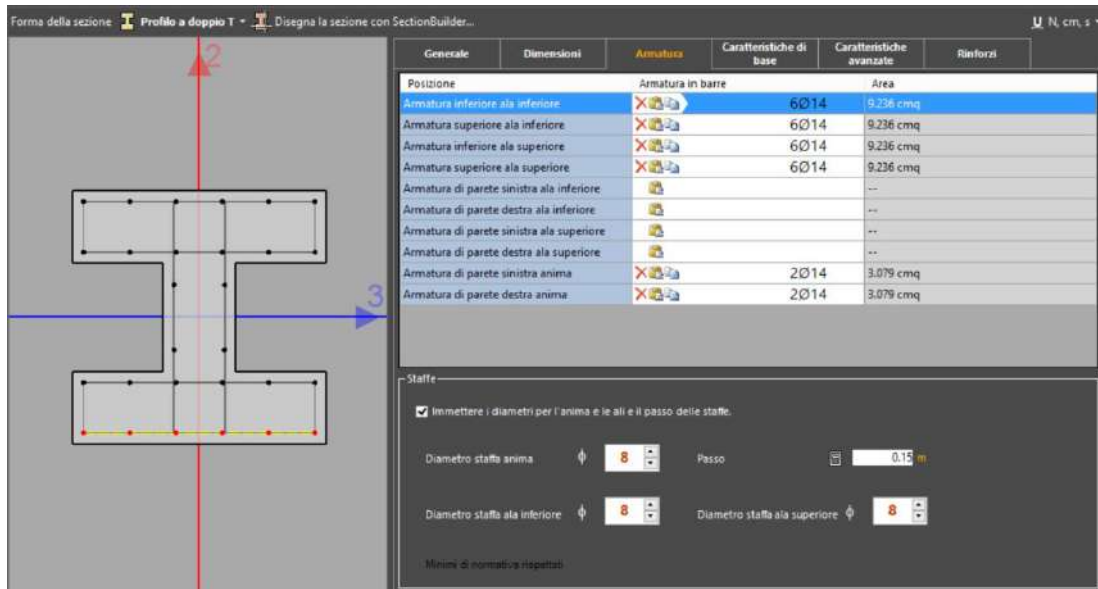 Forma della sezione Profilo a doppio T Disegna la sezione con SectionBuilder... U N, cm, s
Generale Dimensioni Armatura Caratteristiche di base Caratteristiche avanzate Rinforzi
Posizione Armatura in barre Area
Armatura inferiore ala inferiore 6Ø14 9.236 cmq
Armatura superiore ala inferiore 6Ø14 9.236 cmq
Armatura inferiore ala superiore 6Ø14 9.236 cmq
Armatura superiore ala superiore 6Ø14 9.236 cmq
Armatura di parete sinistra ala inferiore --
Armatura di parete destra ala inferiore --
Armatura di parete sinistra ala superiore --
Armatura di parete destra ala superiore --
Armatura di parete sinistra anima 2Ø14 3.079 cmq
Armatura di parete destra anima 2Ø14 3.079 cmq
2
3
Staffe
Immettere i diametri per l'anima e le ali e il passo delle staffe.
Diametro staffa anima ϕ 8 Passo 0.15 m
Diametro staffa ala inferiore ϕ 8 Diametro staffa ala superiore ϕ 8
Minimi di normativa rispettati